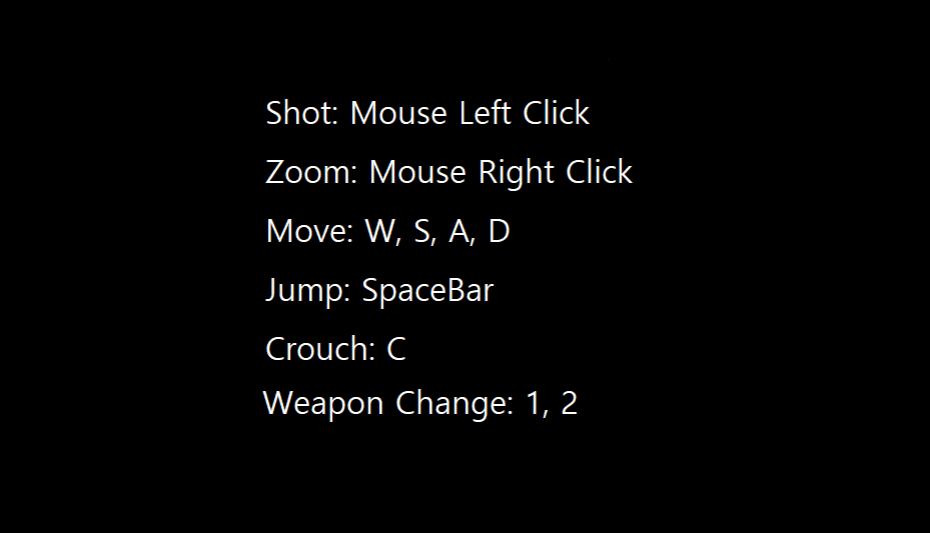 Shot: Mouse Left Click
Zoom: Mouse Right Click
Move: W, S, A, D
Jump: SpaceBar
Crouch: C
Weapon Change: 1, 2